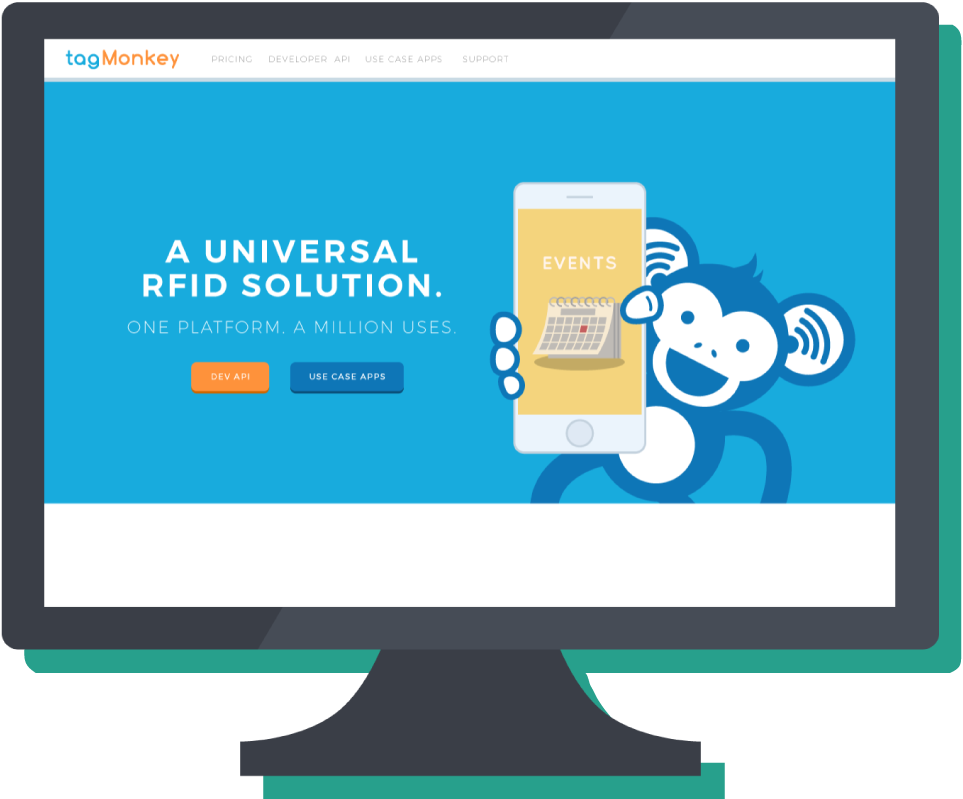 tagMonkey PRICING DEVELOPER API USE CASE APPS SUPPORT
A UNIVERSAL
RFID SOLUTION.
ONE PLATFORM. A MILLION USES.
DEV API USE CASE APPS
EVENTS